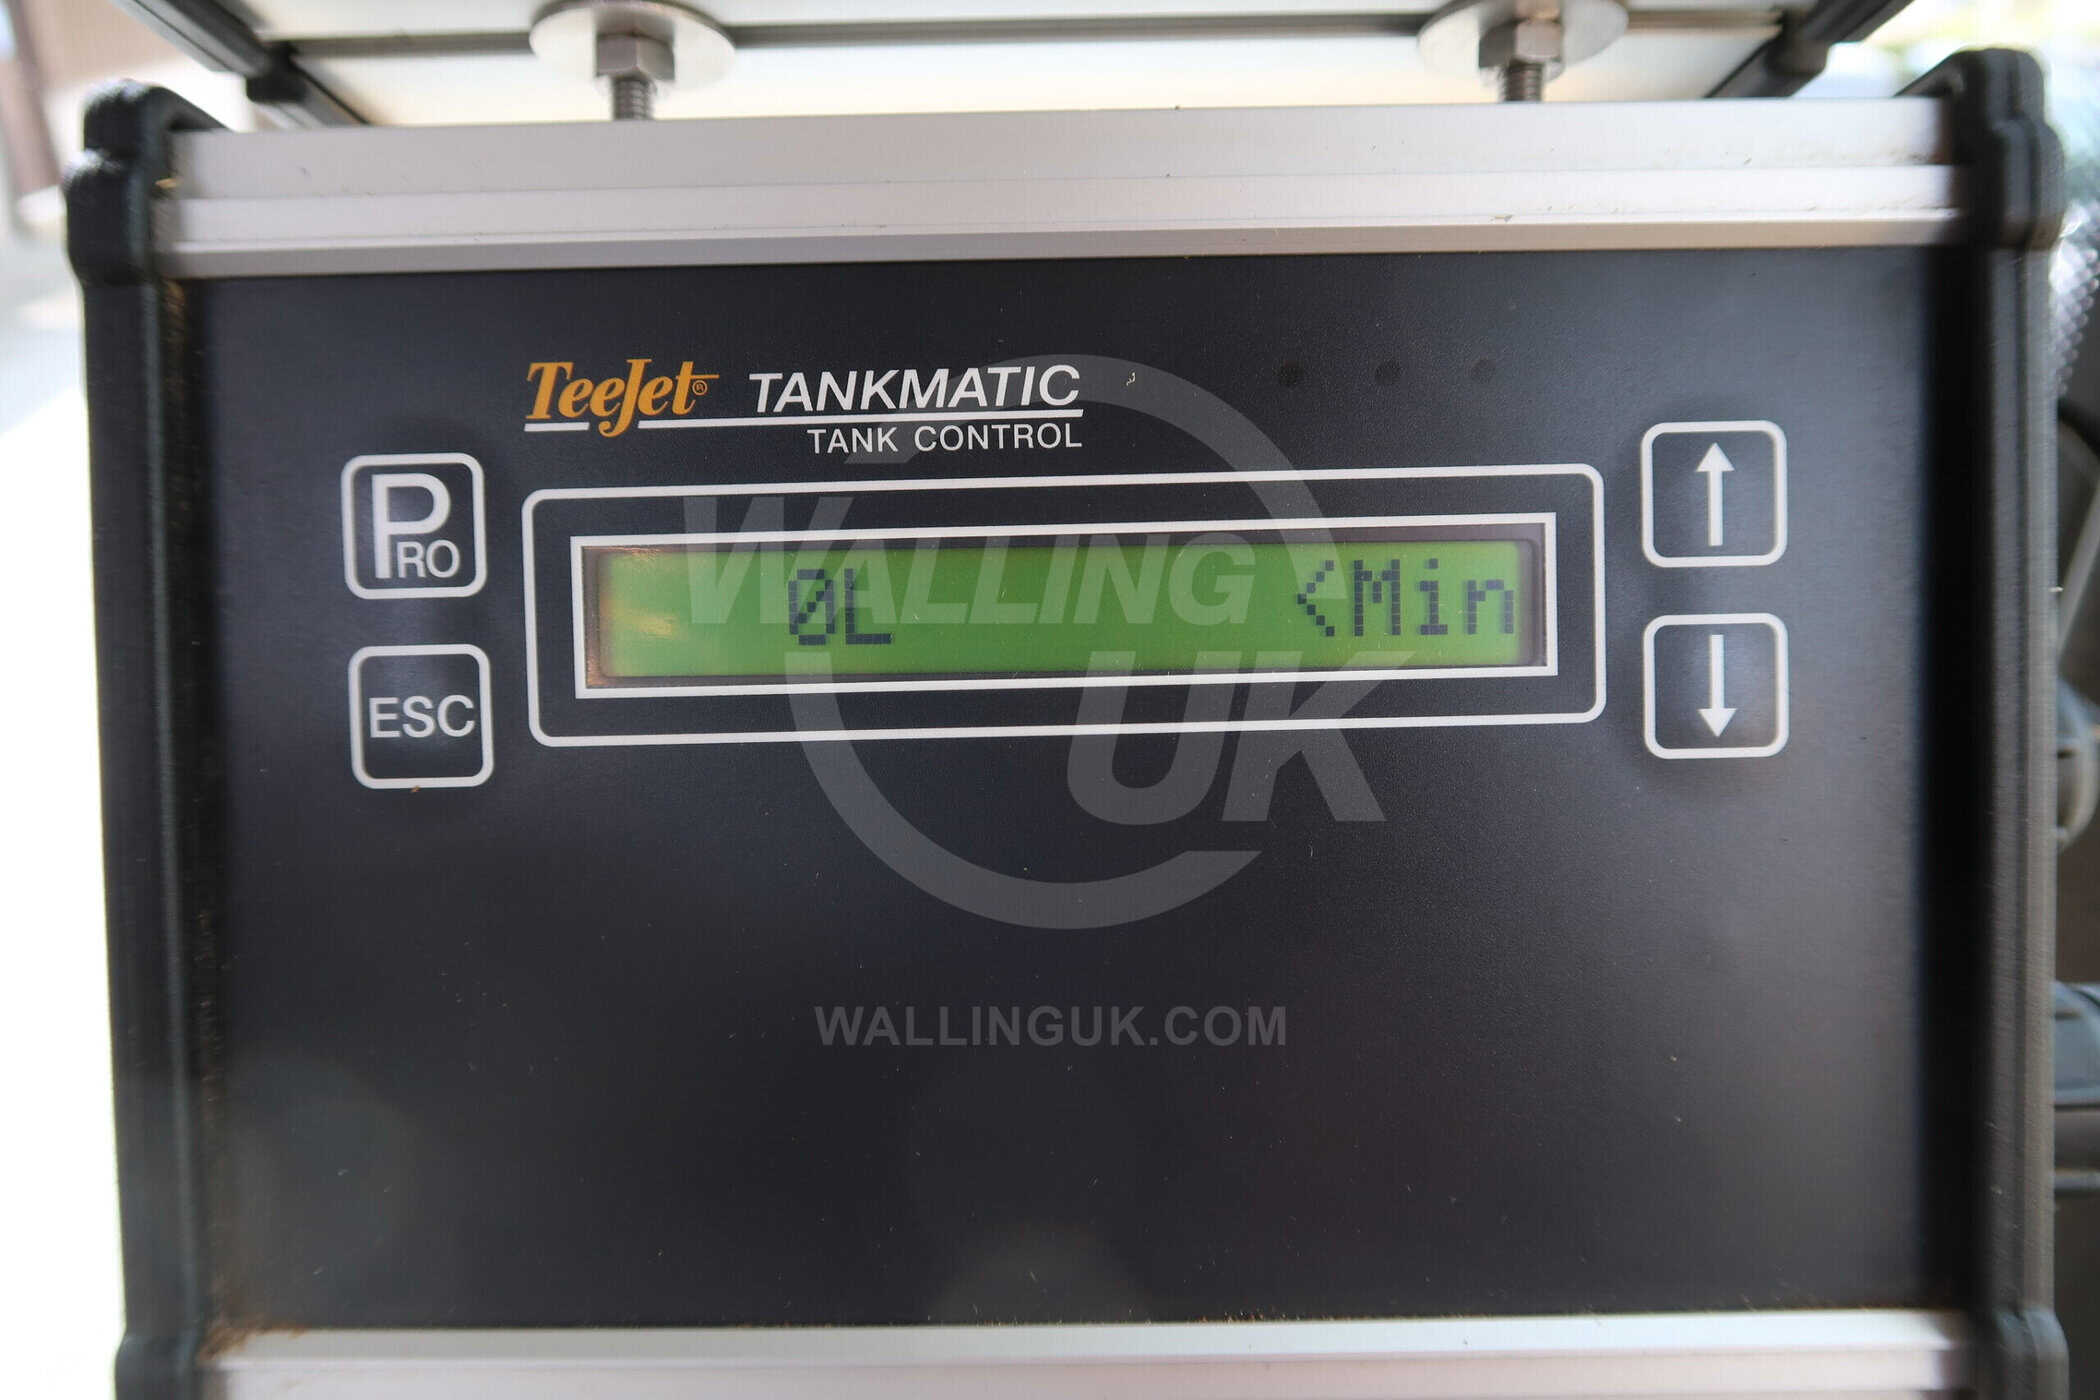 TeeJet® TANKMATIC
TANK CONTROL
PRO
ESC
0L <Min
WALLING
UK
WALLINGUK.COM